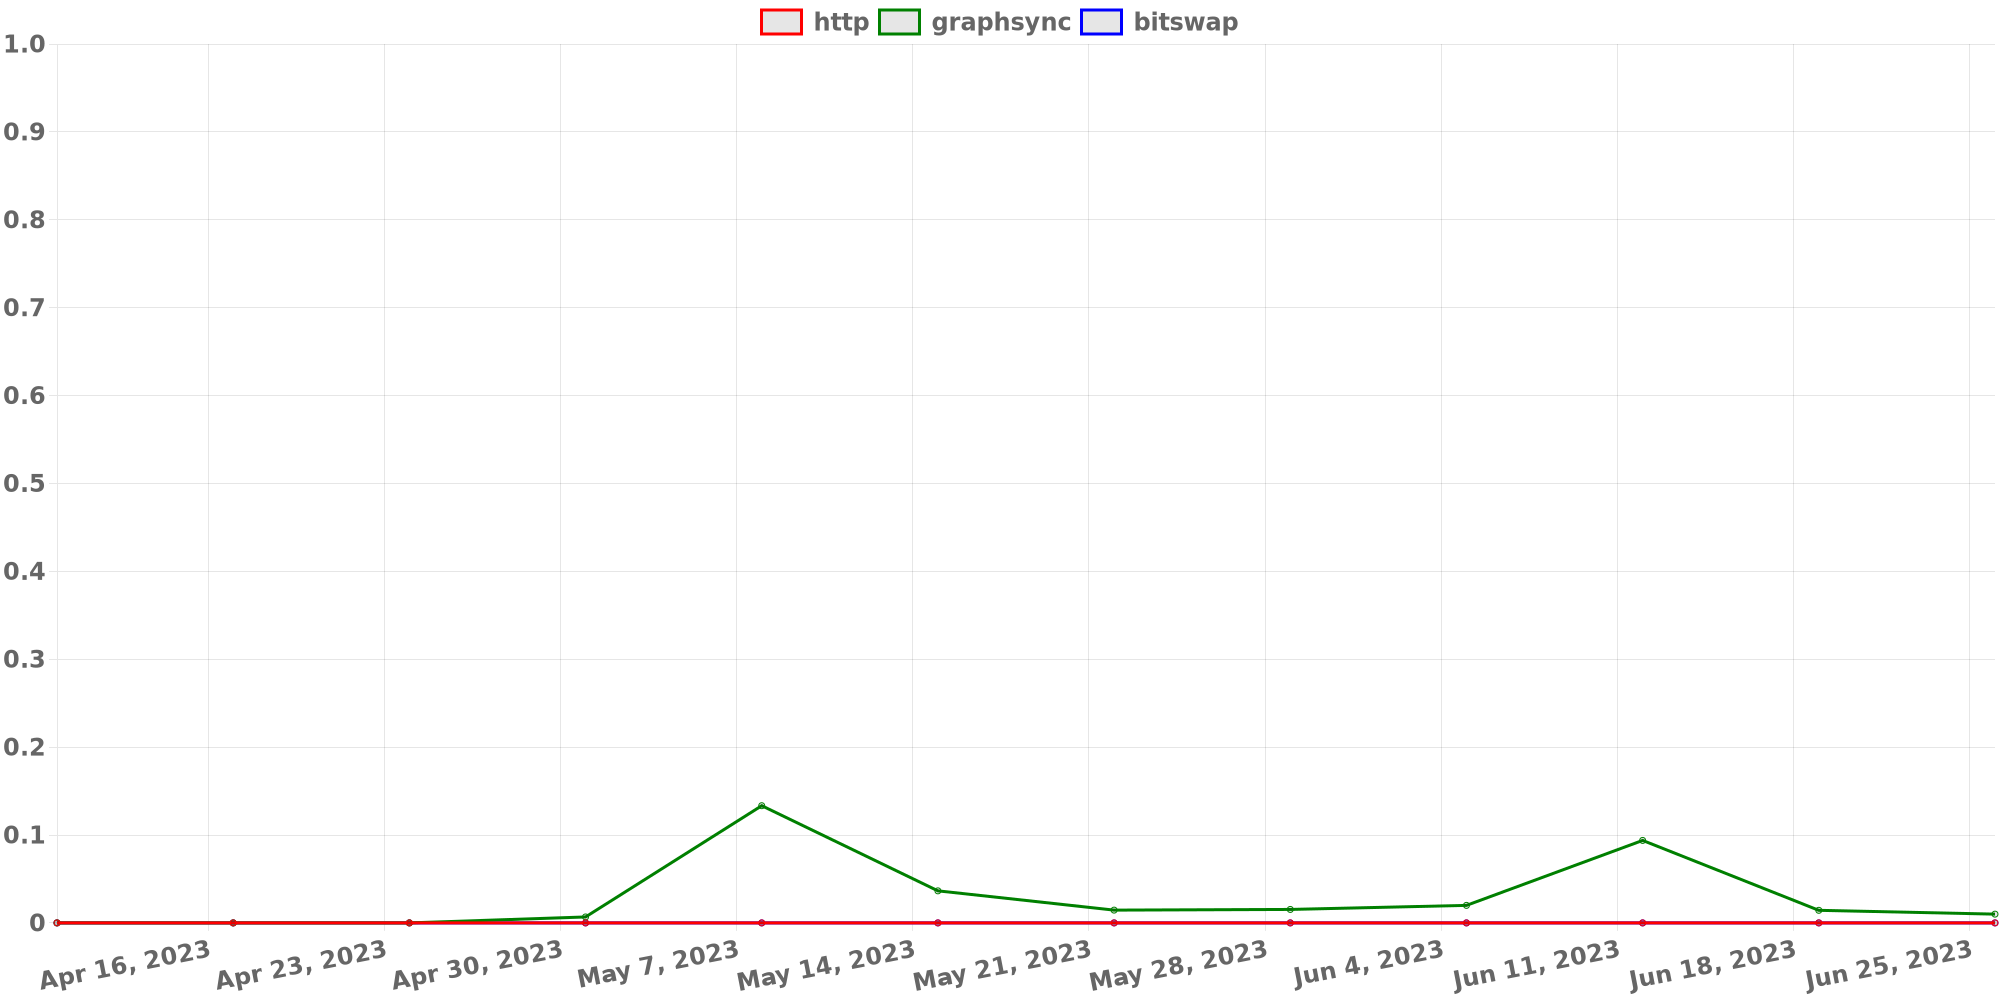 http graphsync bitswap
1.0
0.9
0.8
0.7
0.6
0.5
0.4
0.3
0.2
0.1
0
Apr 16, 2023
Apr 23, 2023
Apr 30, 2023
May 7, 2023
May 14, 2023
May 21, 2023
May 28, 2023
Jun 4, 2023
Jun 11, 2023
Jun 18, 2023
Jun 25, 2023